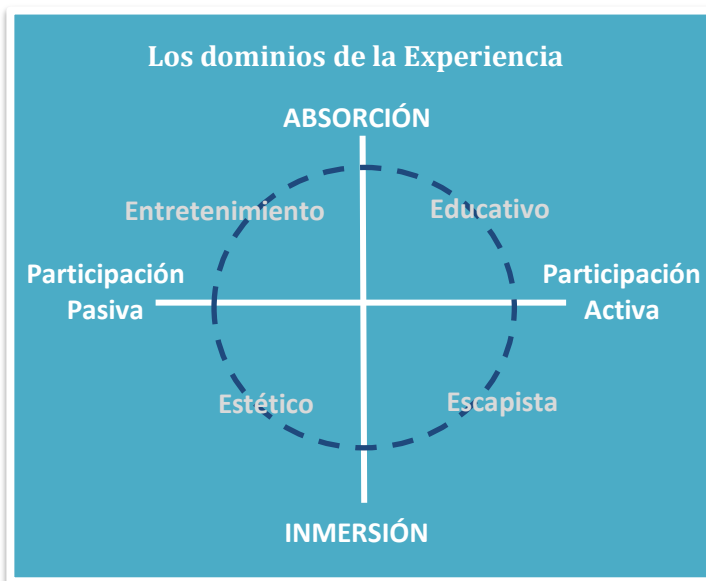 Los dominios de la Experiencia
ABSORCIÓN
Entretenimiento
Educativo
Participación
Pasiva
Participación
Activa
Estético
Escapista
INMERSIÓN